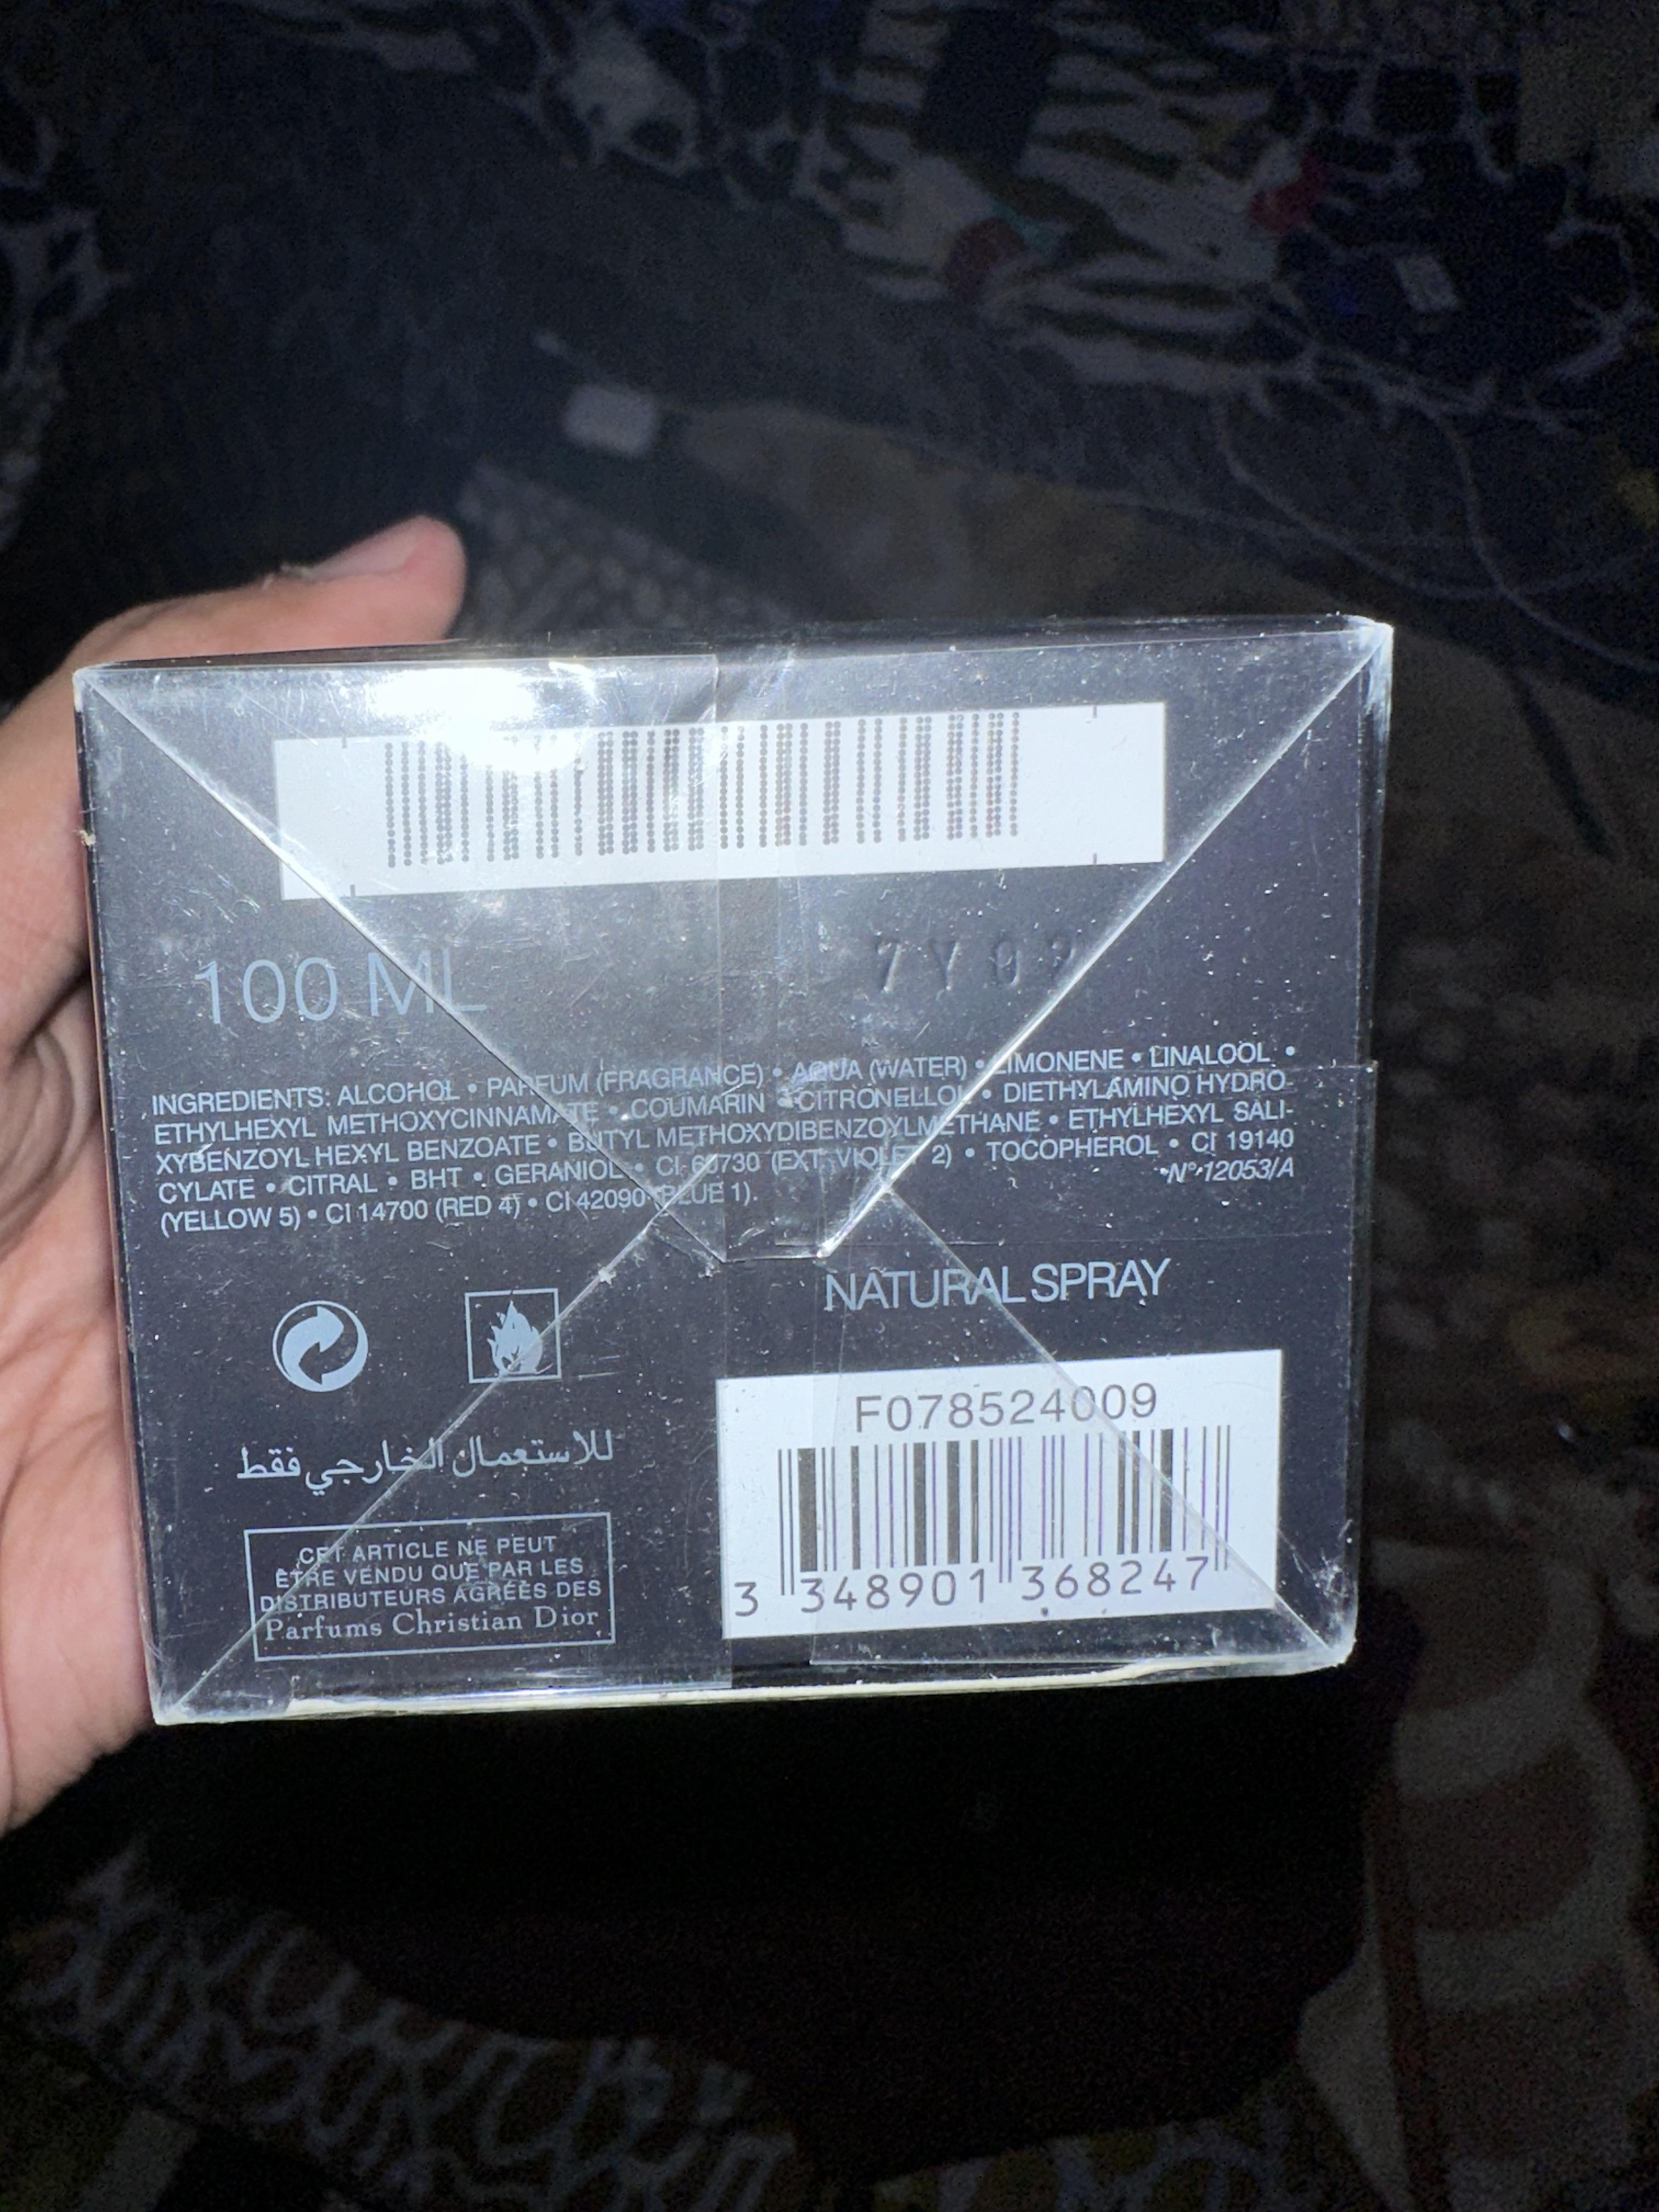 100 ML
7Y0
INGREDIENTS: ALCOHOL • PARFUM (FRAGRANCE) • AQUA (WATER) • LIMONENE • LINALOOL •
ETHYLHEXYL METHOXYCINNAMATE • COUMARIN • CITRONELLOL • DIETHYLAMINO HYDRO-
XYBENZOYL HEXYL BENZOATE • BUTYL METHOXYDIBENZOYLMETHANE • ETHYLHEXYL SALI-
CYLATE • CITRAL • BHT • GERANIOL • CI 60730 (EXT. VIOLET 2) • TOCOPHEROL • CI 19140
(YELLOW 5) • CI 14700 (RED 4) • CI 42090 (BLUE 1).
N° 12053/A
NATURAL SPRAY
للاستعمال الخارجي فقط
CET ARTICLE NE PEUT
ÊTRE VENDU QUE PAR LES
DISTRIBUTEURS AGRÉÉS DES
Parfums Christian Dior
F078524009
3 348901 368247